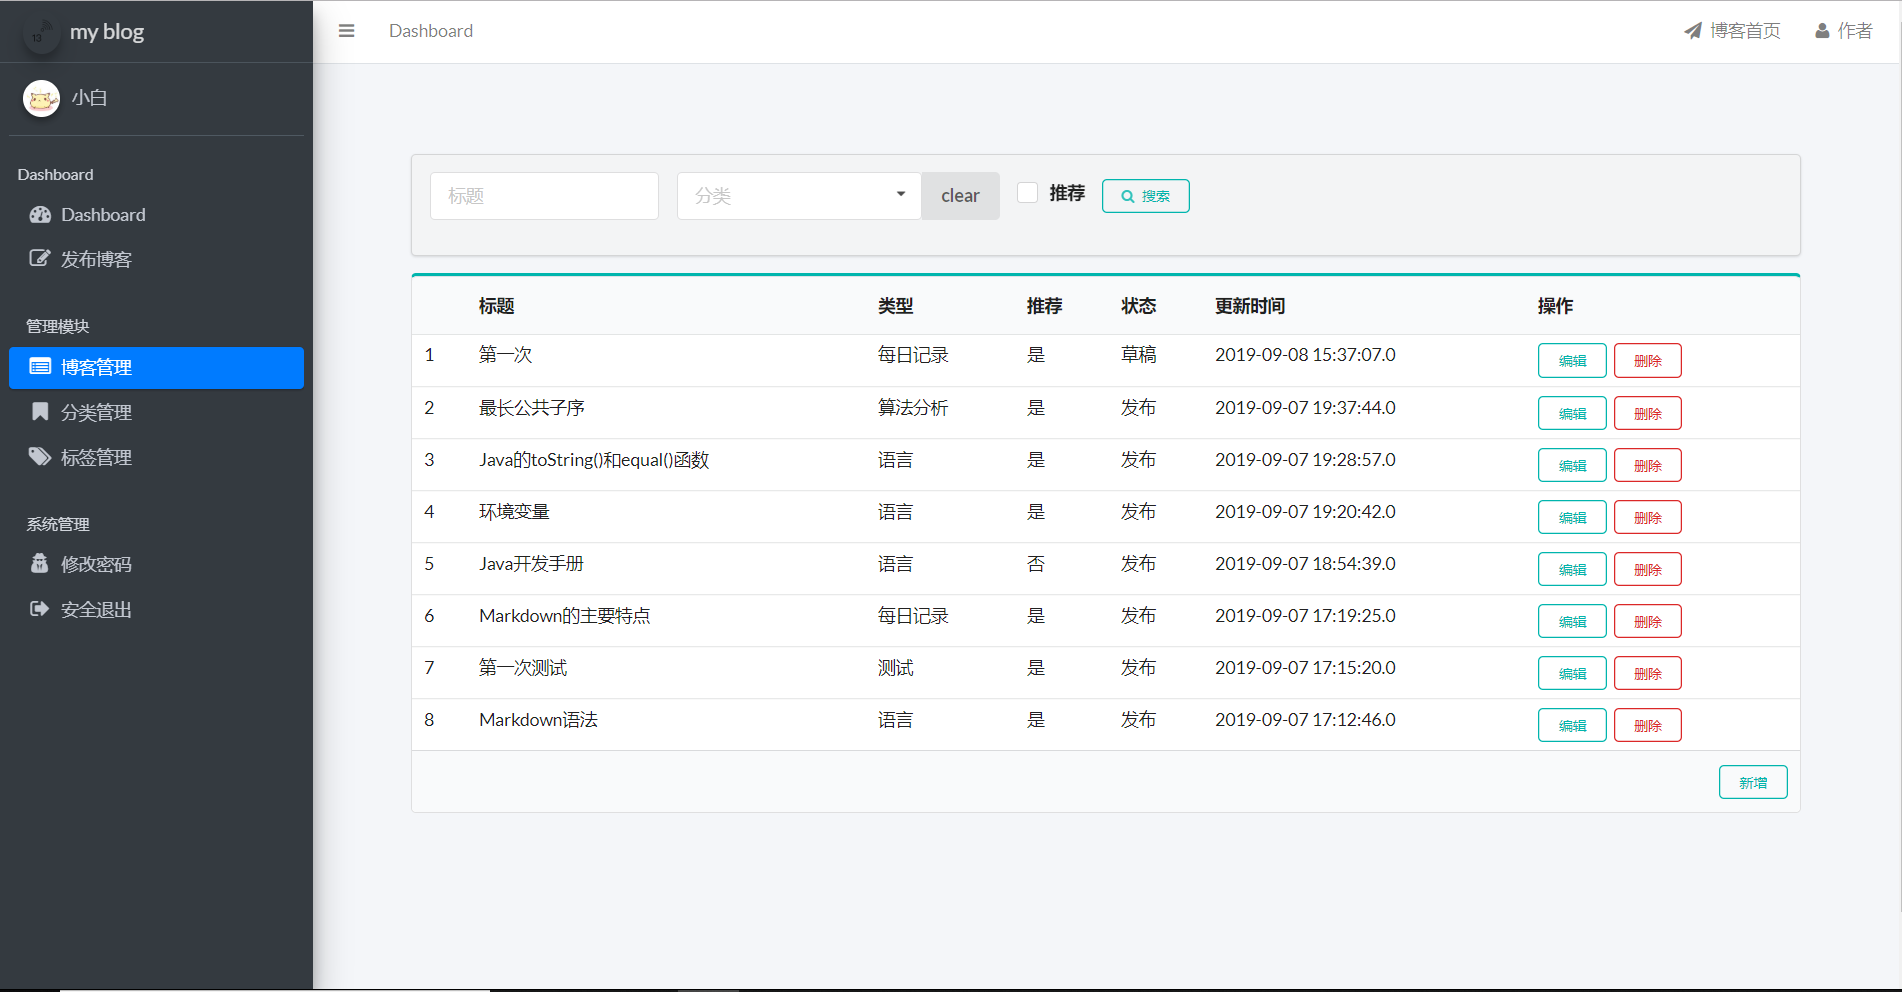 13 my blog
小白
Dashboard
Dashboard
发布博客
管理模块
博客管理
分类管理
标签管理
系统管理
修改密码
安全退出
Dashboard 博客首页 作者
标题 分类 clear 推荐 搜索
标题 类型 推荐 状态 更新时间 操作
1 第一次 每日记录 是 草稿 2019-09-08 15:37:07.0 编辑 删除
2 最长公共子序 算法分析 是 发布 2019-09-07 19:37:44.0 编辑 删除
3 Java的toString()和equal()函数 语言 是 发布 2019-09-07 19:28:57.0 编辑 删除
4 环境变量 语言 是 发布 2019-09-07 19:20:42.0 编辑 删除
5 Java开发手册 语言 否 发布 2019-09-07 18:54:39.0 编辑 删除
6 Markdown的主要特点 每日记录 是 发布 2019-09-07 17:19:25.0 编辑 删除
7 第一次测试 测试 是 发布 2019-09-07 17:15:20.0 编辑 删除
8 Markdown语法 语言 是 发布 2019-09-07 17:12:46.0 编辑 删除
新增